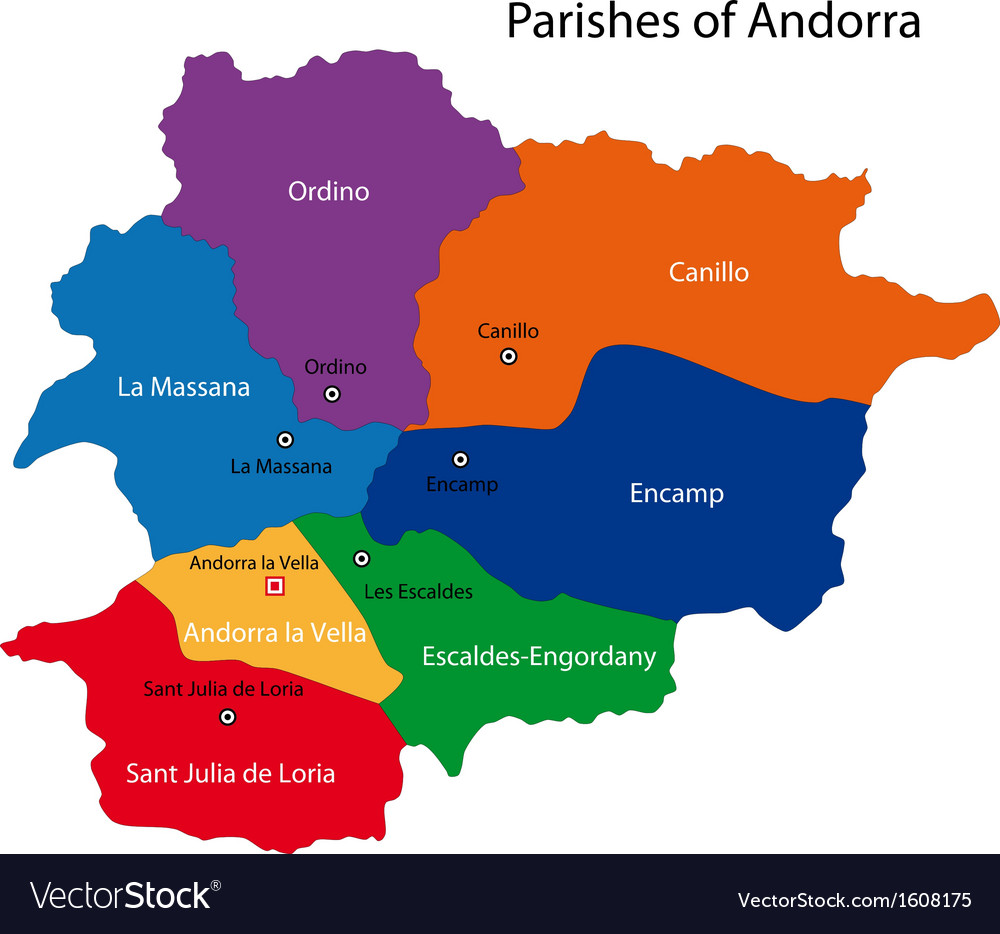 Parishes of Andorra
Ordino
Canillo
Canillo
Ordino
La Massana
La Massana
Encamp
Encamp
Andorra la Vella
Les Escaldes
Andorra la Vella
Escaldes-Engordany
Sant Julia de Loria
Sant Julia de Loria
VectorStock®
VectorStock.com/1608175